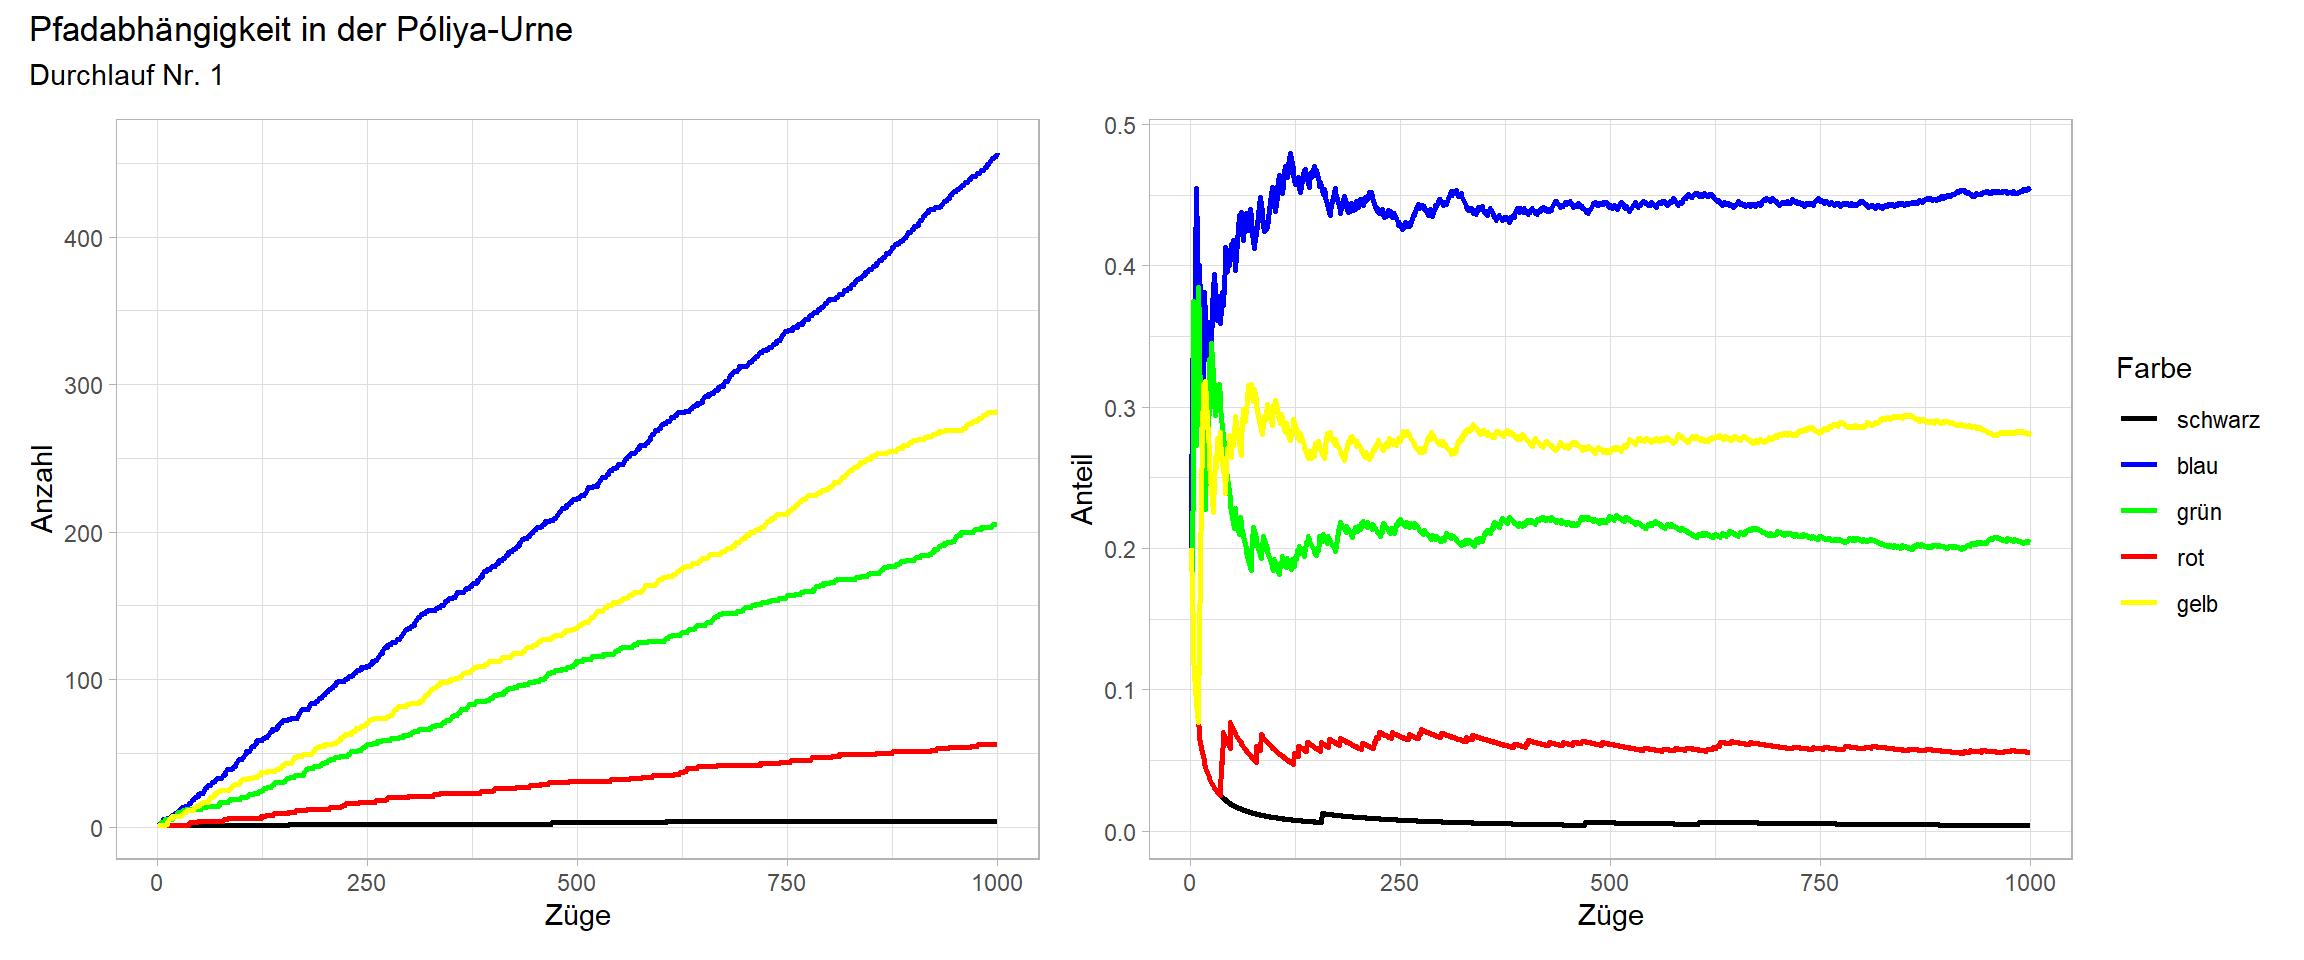 Pfadabhängigkeit in der Póliya-Urne
Durchlauf Nr. 1
Anzahl
400
300
200
100
0
0 250 500 750 1000
Züge
Anteil
0.5
0.4
0.3
0.2
0.1
0.0
0 250 500 750 1000
Züge
Farbe
schwarz
blau
grün
rot
gelb